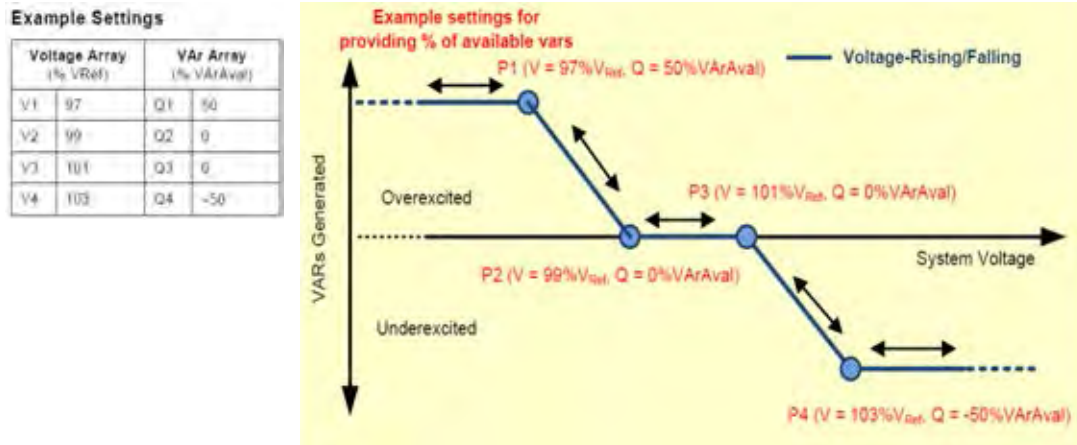 Example Settings
Voltage Array VAr Array
(% VRef) (% VArAval)
V1 97 Q1 50
V2 99 Q2 0
V3 101 Q3 0
V4 103 Q4 -50
Example settings for
providing % of available vars
P1 (V = 97%VRef, Q = 50%VArAval)
Voltage-Rising/Falling
VARs Generated
Overexcited
P3 (V = 101%VRef, Q = 0%VArAval)
System Voltage
P2 (V = 99%VRef, Q = 0%VArAval)
Underexcited
P4 (V = 103%VRef, Q = -50%VArAval)